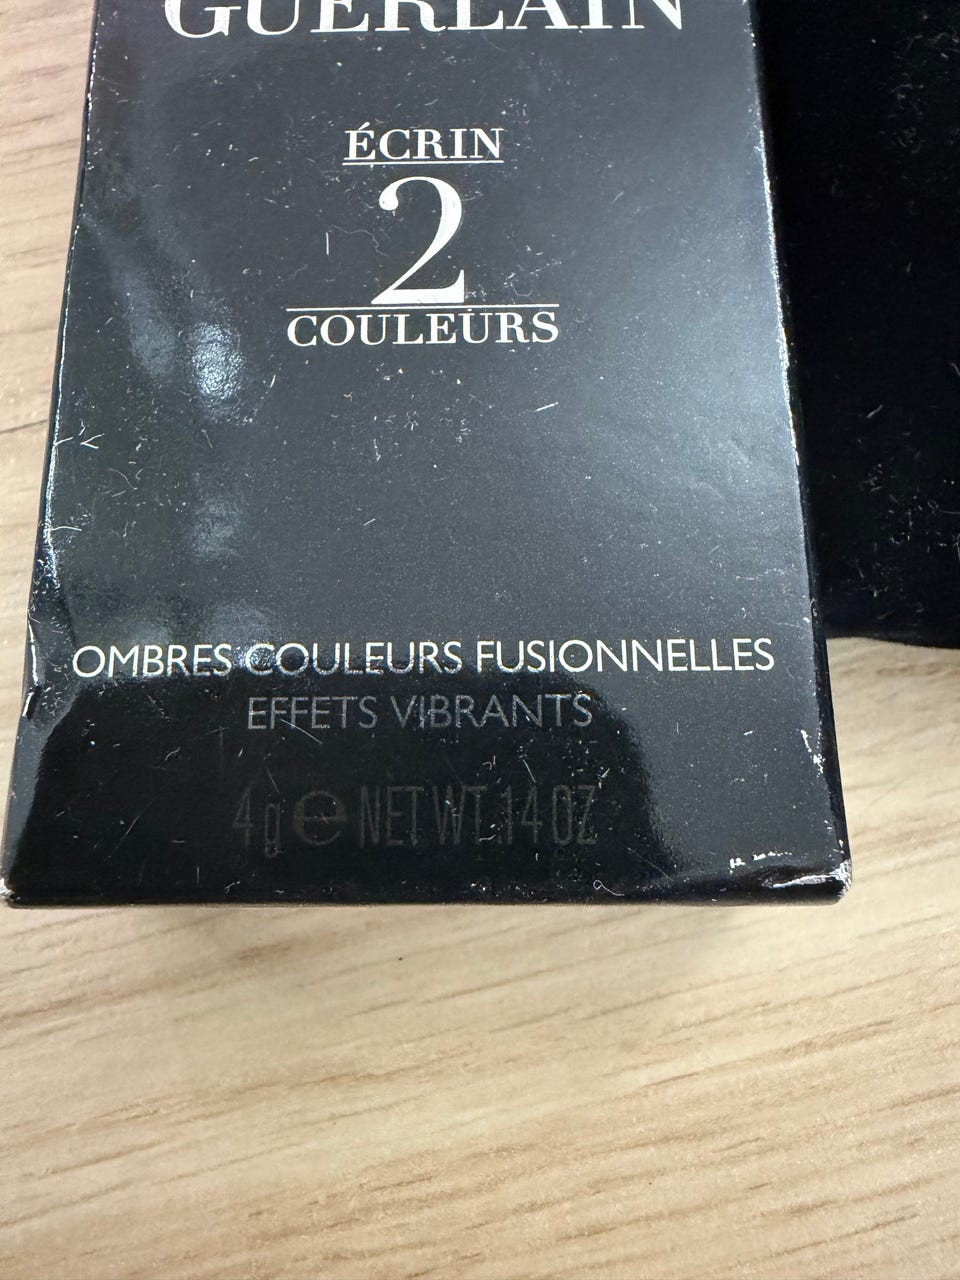 GUERLAIN
ÉCRIN
2
COULEURS
OMBRES COULEURS FUSIONNELLES
EFFETS VIBRANTS
4g ℮ NET WT.14 OZ